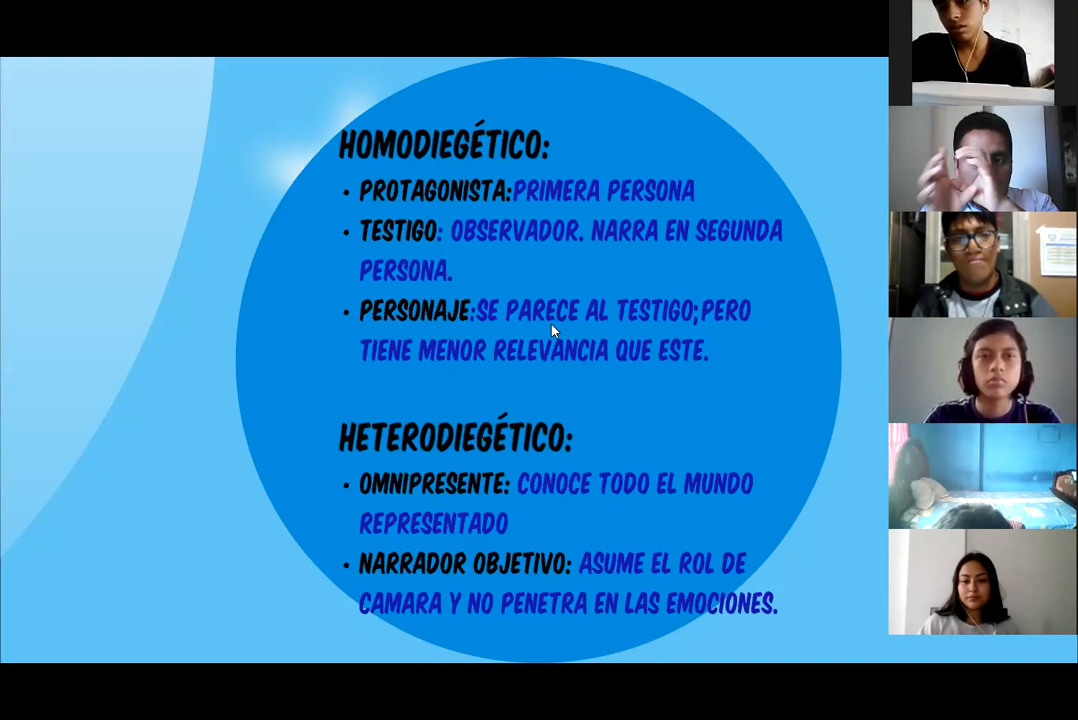 HOMODIEGÉTICO:
• PROTAGONISTA:PRIMERA PERSONA
• TESTIGO: OBSERVADOR. NARRA EN SEGUNDA
PERSONA.
• PERSONAJE:SE PARECE AL TESTIGO;PERO
TIENE MENOR RELEVANCIA QUE ESTE.
HETERODIEGÉTICO:
• OMNIPRESENTE: CONOCE TODO EL MUNDO
REPRESENTADO
• NARRADOR OBJETIVO: ASUME EL ROL DE
CAMARA Y NO PENETRA EN LAS EMOCIONES.